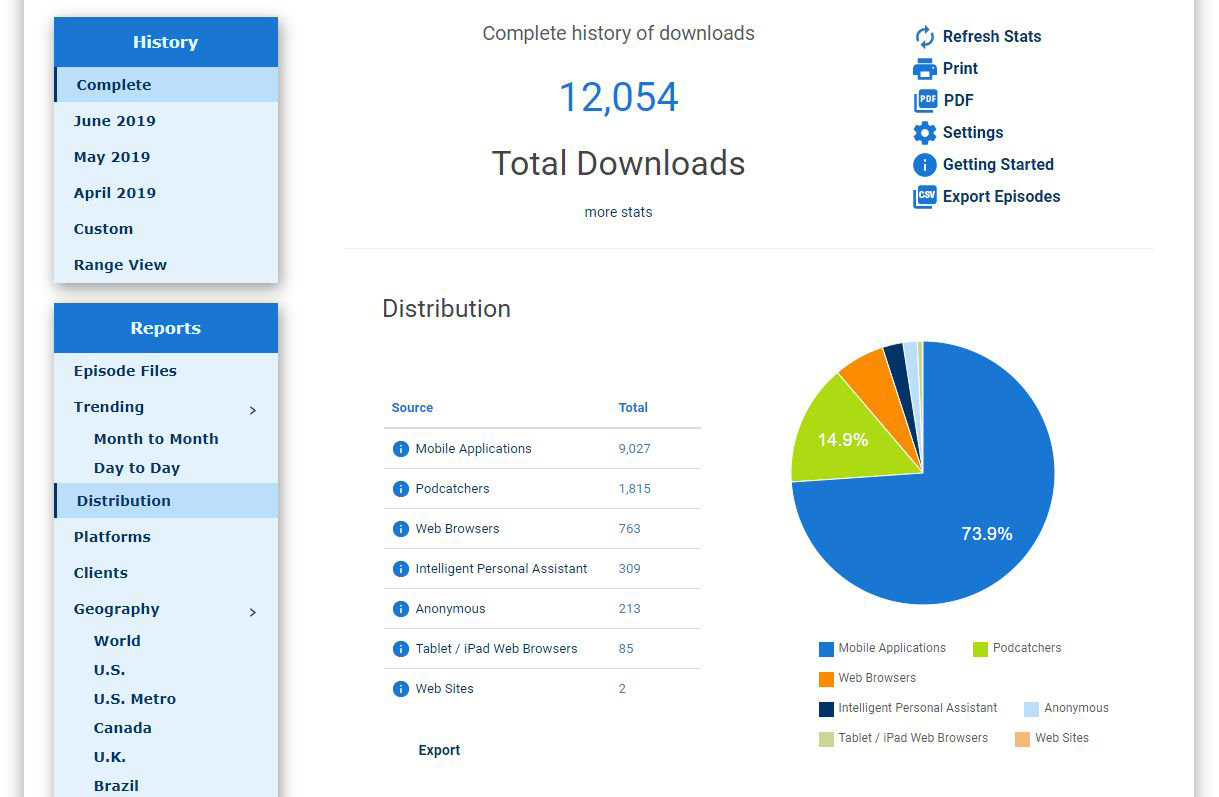 History
Complete
June 2019
May 2019
April 2019
Custom
Range View
Reports
Episode Files
Trending
Month to Month
Day to Day
Distribution
Platforms
Clients
Geography
World
U.S.
U.S. Metro
Canada
U.K.
Brazil
Complete history of downloads
12,054
Total Downloads
more stats
Refresh Stats
Print
PDF PDF
Settings
Getting Started
CSV Export Episodes
Distribution
Source Total
Mobile Applications 9,027
Podcatchers 1,815
Web Browsers 763
Intelligent Personal Assistant 309
Anonymous 213
Tablet / iPad Web Browsers 85
Web Sites 2
Export
14.9%
73.9%
Mobile Applications Podcatchers
Web Browsers
Intelligent Personal Assistant Anonymous
Tablet / iPad Web Browsers Web Sites